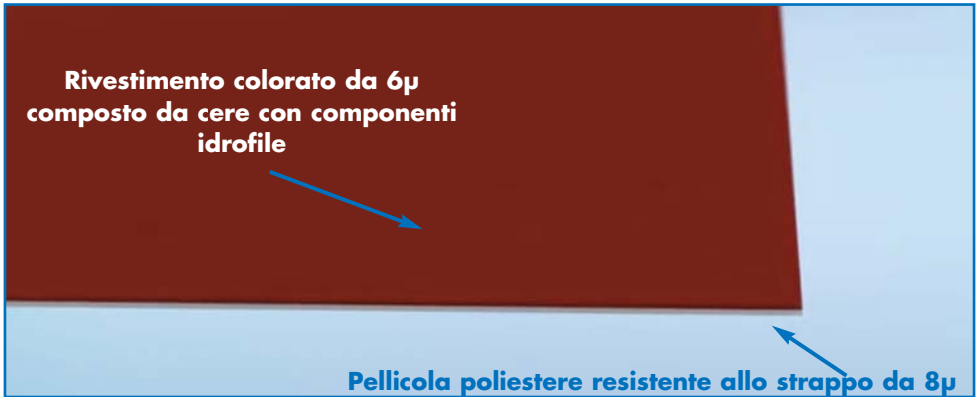 Rivestimento colorato da 6µ
composto da cere con componenti
idrofile
Pellicola poliestere resistente allo strappo da 8µ